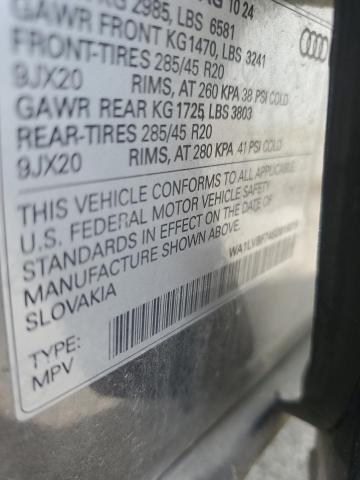 KG 2985, LBS 6581
10 24
GAWR FRONT KG1470, LBS 3241
FRONT-TIRES 285/45 R20
9JX20 RIMS, AT 260 KPA 38 PSI COLD
GAWR REAR KG1725, LBS 3803
REAR-TIRES 285/45 R20
9JX20 RIMS, AT 280 KPA 41 PSI COLD
THIS VEHICLE CONFORMS TO ALL APPLICABLE
U.S. FEDERAL MOTOR VEHICLE SAFETY
STANDARDS IN EFFECT ON THE DATE OF
MANUFACTURE SHOWN ABOVE.
SLOVAKIA
TYPE:
MPV